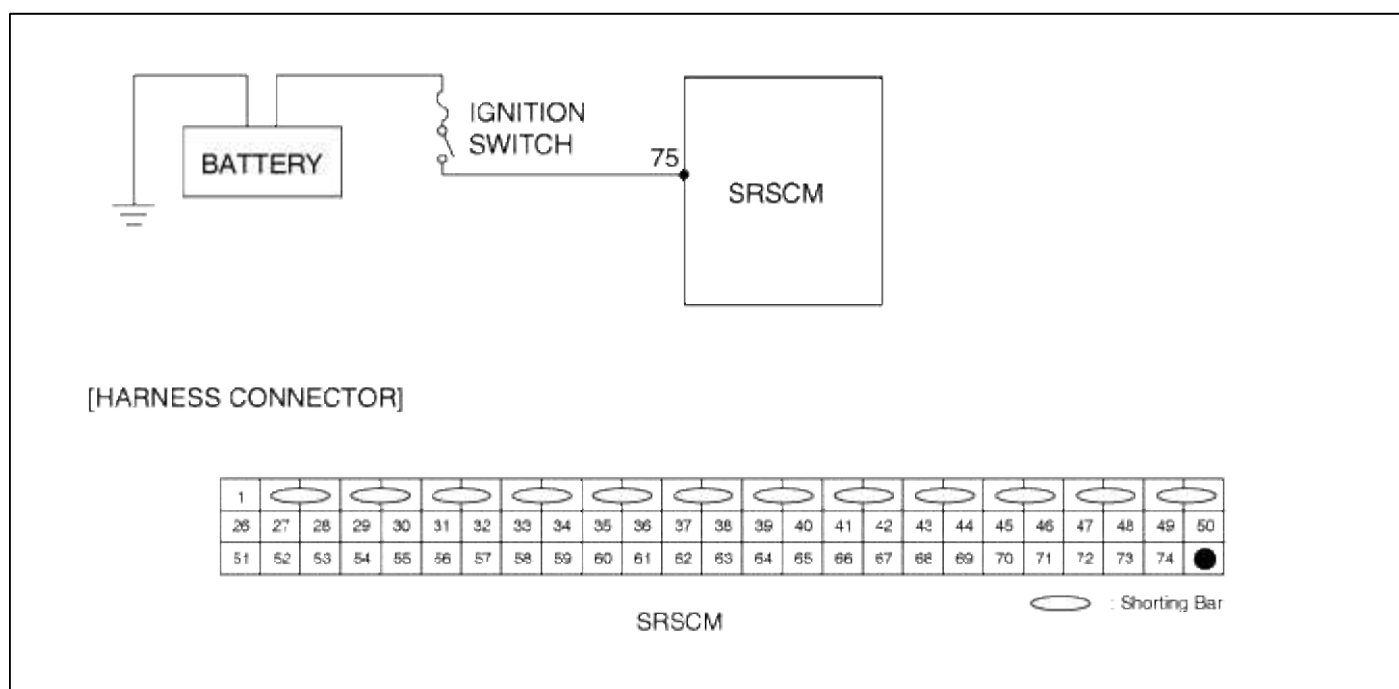 IGNITION
SWITCH
BATTERY
75
SRSCM
[HARNESS CONNECTOR]
1
26 27 28 29 30 31 32 33 34 35 36 37 38 39 40 41 42 43 44 45 46 47 48 49 50
51 52 53 54 55 56 57 58 59 60 61 62 63 64 65 66 67 68 69 70 71 72 73 74
: Shorting Bar
SRSCM